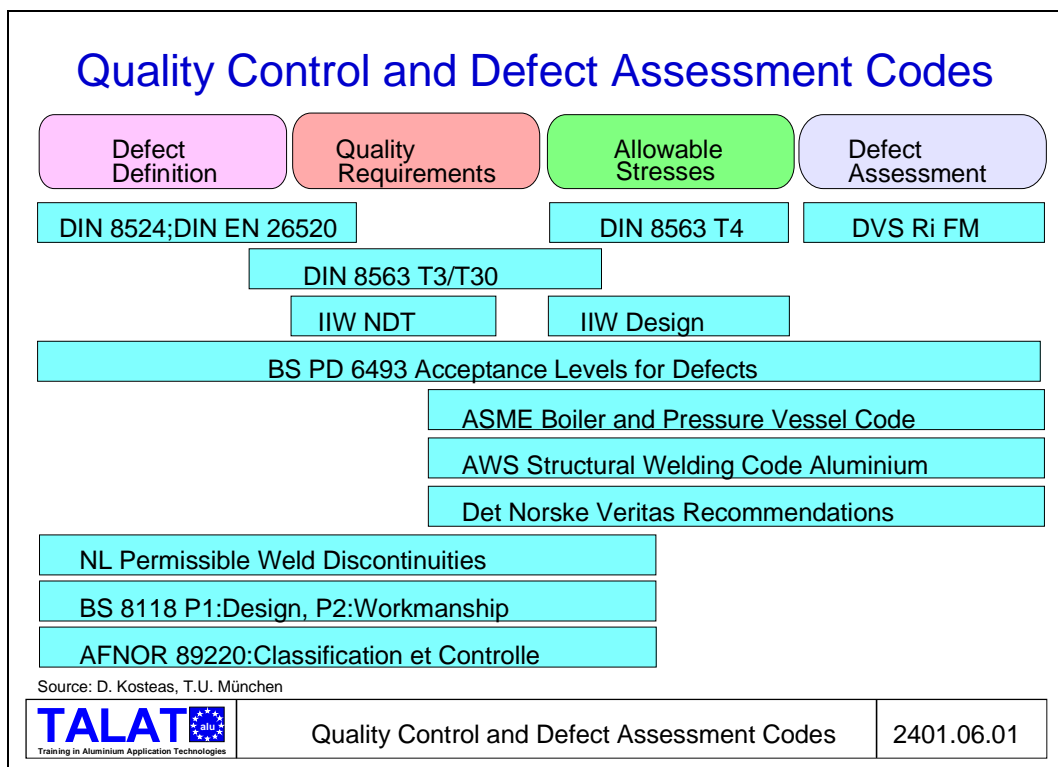 Quality Control and Defect Assessment Codes
Defect
Definition
Quality
Requirements
Allowable
Stresses
Defect
Assessment
DIN 8524;DIN EN 26520
DIN 8563 T4
DVS Ri FM
DIN 8563 T3/T30
IIW NDT
IIW Design
BS PD 6493 Acceptance Levels for Defects
ASME Boiler and Pressure Vessel Code
AWS Structural Welding Code Aluminium
Det Norske Veritas Recommendations
NL Permissible Weld Discontinuities
BS 8118 P1:Design, P2:Workmanship
AFNOR 89220:Classification et Controlle
Source: D. Kosteas, T.U. München
TALAT
alu
Training in Aluminium Application Technologies
Quality Control and Defect Assessment Codes
2401.06.01